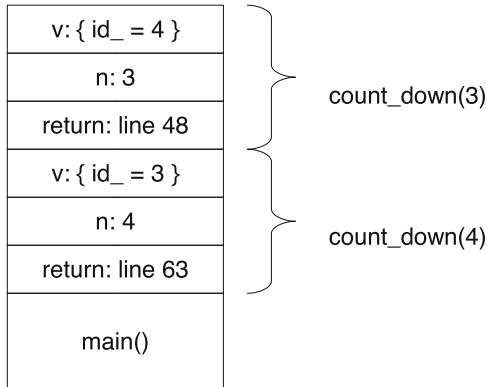 v: { id_ = 4 }
n: 3
return: line 48
count_down(3)
v: { id_ = 3 }
n: 4
return: line 63
count_down(4)
main()